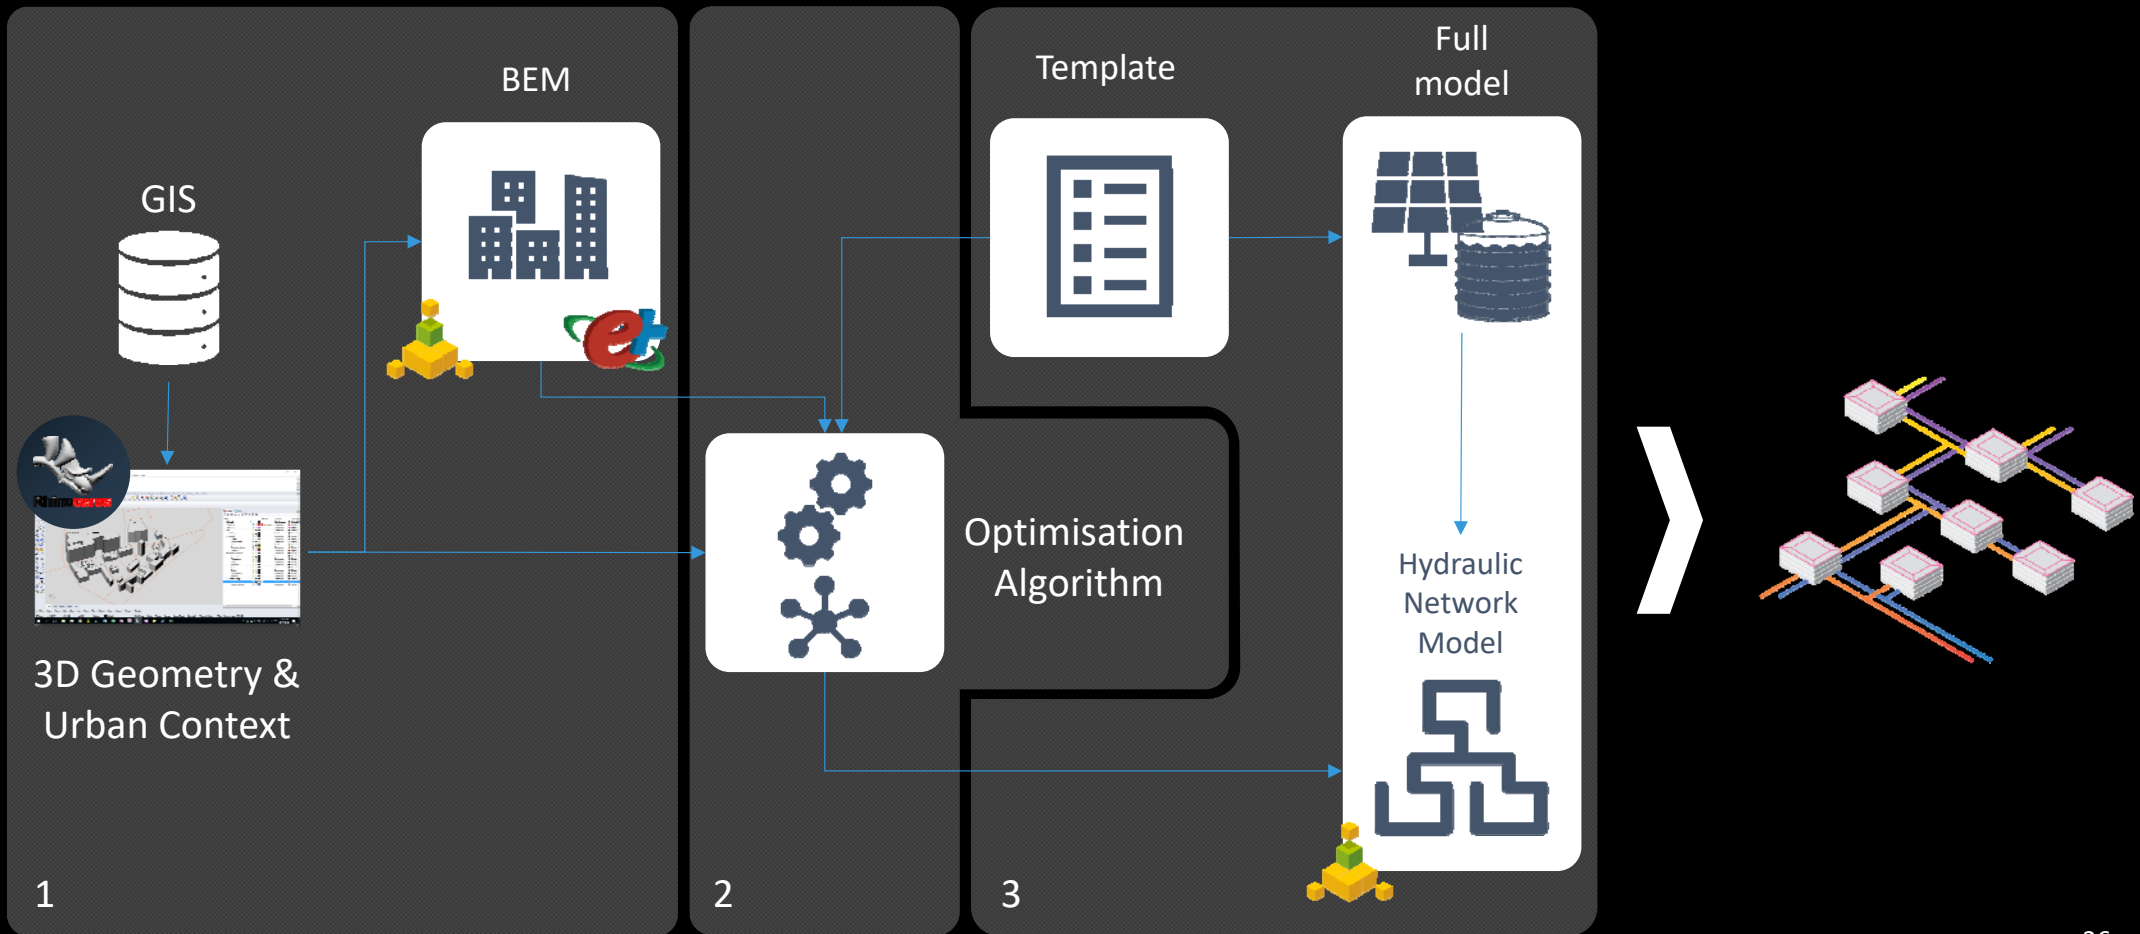 BEM
GIS
3D Geometry &
Urban Context
1
Optimisation
Algorithm
2
Template
Full
model
Hydraulic
Network
Model
3